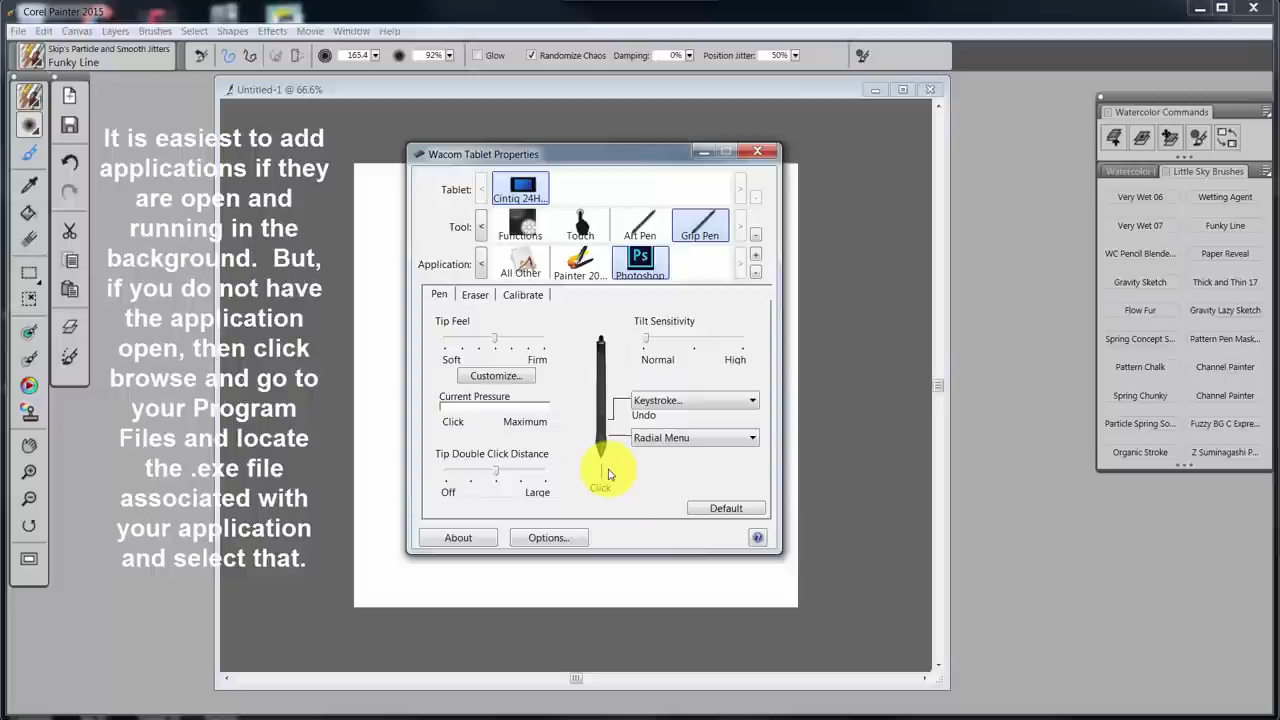 Corel Painter 2015
File Edit Canvas Layers Brushes Select Shapes Effects Movie Window Help
Skip's Particle and Smooth Jitters
Funky Line
165.4 92% Glow Randomize Chaos Damping: 0% Position Jitter: 50%
Untitled-1 @ 66.6%
It is easiest to add
applications if they
are open and
running in the
background. But,
if you do not have
the application
open, then click
browse and go to
your Program
Files and locate
the .exe file
associated with
your application
and select that.
Wacom Tablet Properties
Tablet:
Cintiq 24H...
Tool:
Functions Touch Art Pen Grip Pen
Application:
All Other Painter 20... Photoshop
Ps
Pen Eraser Calibrate
Tip Feel
Soft Firm
Customize...
Current Pressure
Click Maximum
Tip Double Click Distance
Off Large
Tilt Sensitivity
Normal High
Keystroke...
Undo
Radial Menu
Click
Default
About Options...
Watercolor Commands
Watercolor Little Sky Brushes
Very Wet 06 Wetting Agent
Very Wet 07 Funky Line
WC Pencil Blende... Paper Reveal
Gravity Sketch Thick and Thin 17
Flow Fur Gravity Lazy Sketch
Spring Concept S... Pattern Pen Mask...
Pattern Chalk Channel Painter
Spring Chunky Channel Painter
Particle Spring So... Fuzzy BG C Expr...
Organic Stroke Z Suminagashi P...